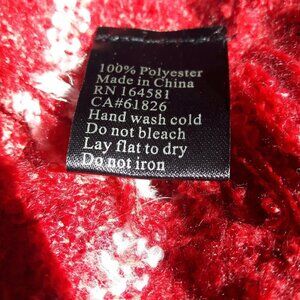 100% Polyester
Made in China
RN 164581
CA#61826
Hand wash cold
Do not bleach
Lay flat to dry
Do not iron